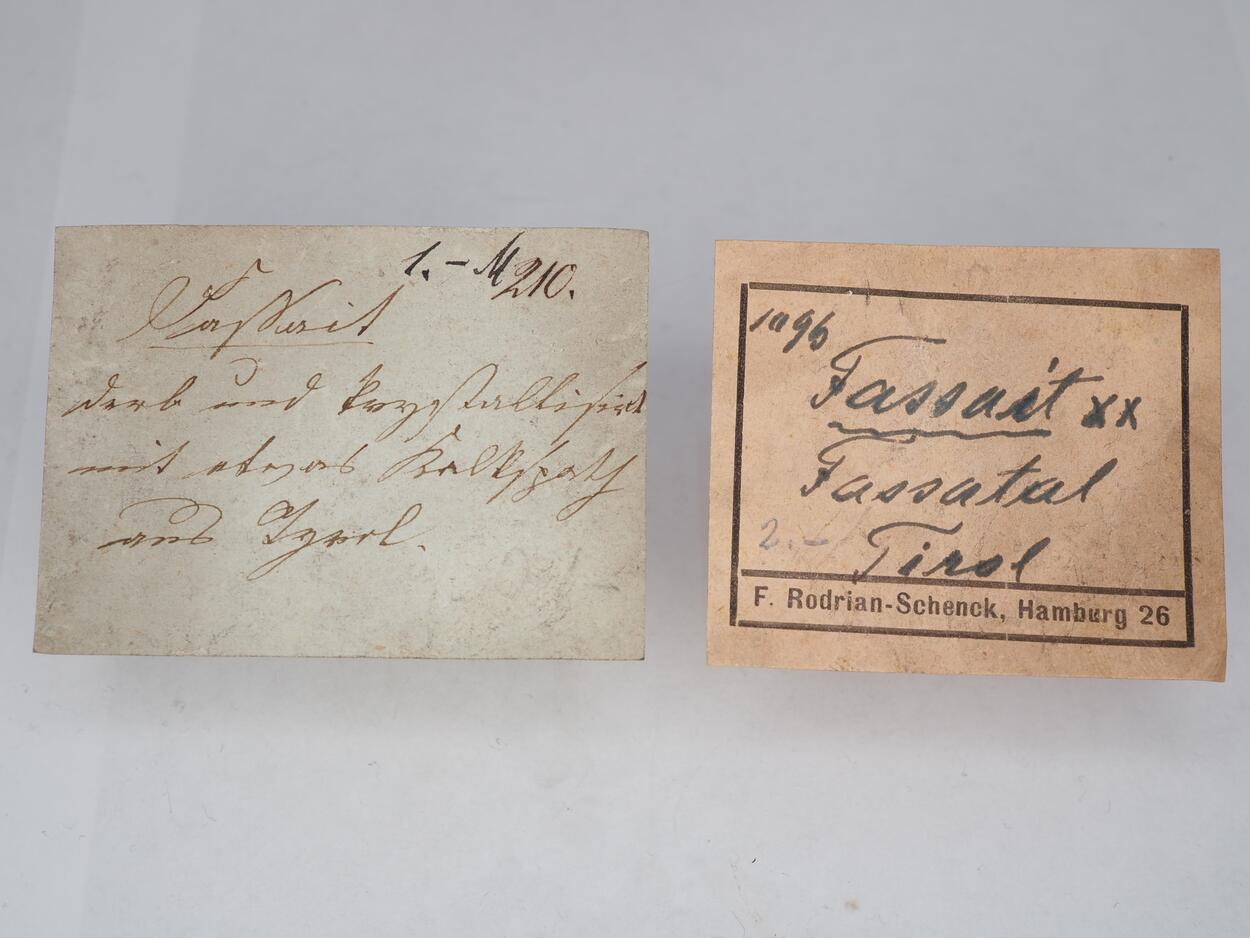 1.- M 210.
Fassait
derb und krystallisirt
mit etwas Kalkspath
aus Tyrol.
1096
Fassait xx
Fassatal
2.-
Tirol
F. Rodrian-Schenck, Hamburg 26